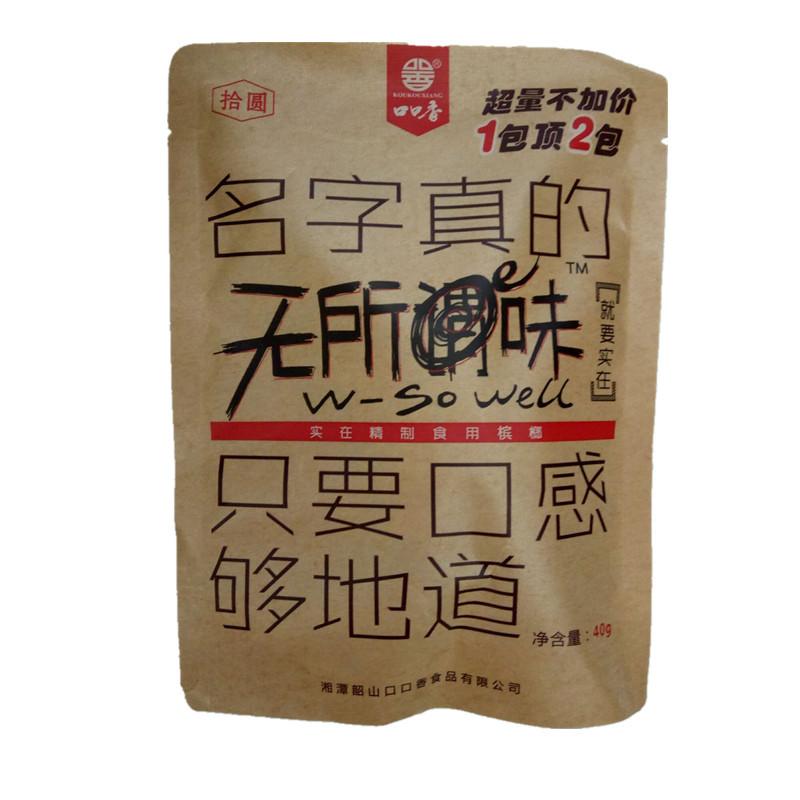 拾圆
KOUKOUXIANG
口口香
超量不加价
1包顶2包
名字真的
TM
无所谓味
e
就要实在
W-So Well
实在精制食用槟榔
只要口感
够地道
净含量：40g
湘潭韶山口口香食品有限公司